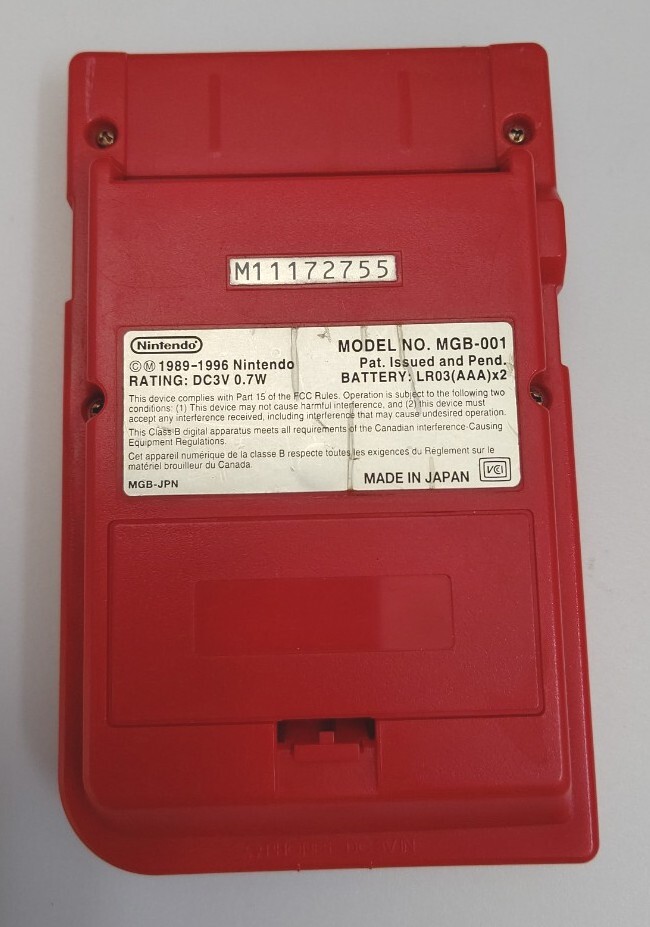 M11172755
Nintendo
©Ⓜ 1989-1996 Nintendo
RATING: DC3V 0.7W
MODEL NO. MGB-001
Pat. Issued and Pend.
BATTERY: LR03(AAA)x2
This device complies with Part 15 of the FCC Rules. Operation is subject to the following two
conditions: (1) This device may not cause harmful interference, and (2) this device must
accept any interference received, including interference that may cause undesired operation.
This Class B digital apparatus meets all requirements of the Canadian Interference-Causing
Equipment Regulations.
Cet appareil numérique de la classe B respecte toutes les exigences du Règlement sur le
matériel brouilleur du Canada.
MGB-JPN
MADE IN JAPAN
VCI